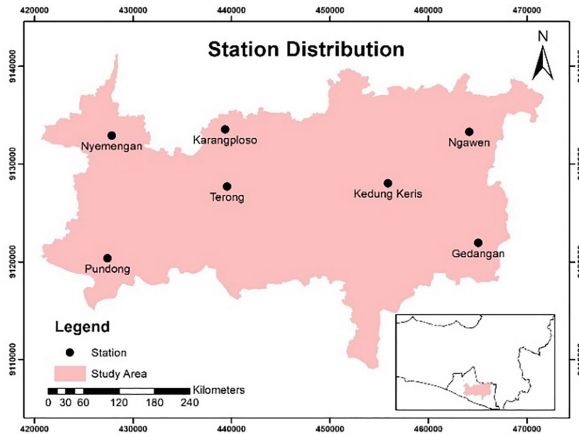 420000 430000 440000 450000 460000 470000
Station Distribution
N
9140000
Nyemengan
Karangploso
Ngawen
9130000
Terong
Kedung Keris
Pundong
Gedangan
9120000
Legend
Station
Study Area
9110000
Kilometers
0 30 60 120 180 240
420000 430000 440000 450000 460000 470000